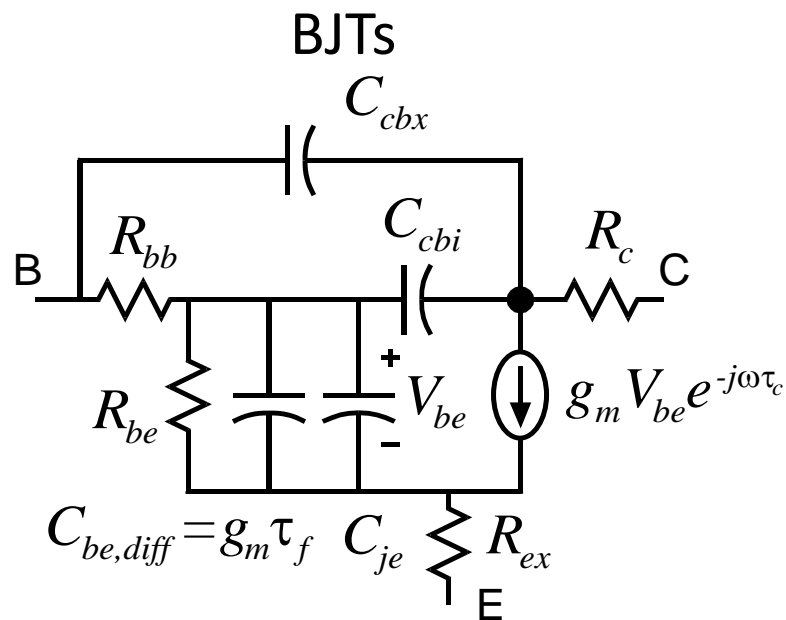 BJTs
C_cbx
C_cbi
R_bb
R_c
B
C
R_be
+
V_be
−
g_m V_be e^-jωτ_c
C_be,diff = g_m τ_f
C_je
R_ex
E